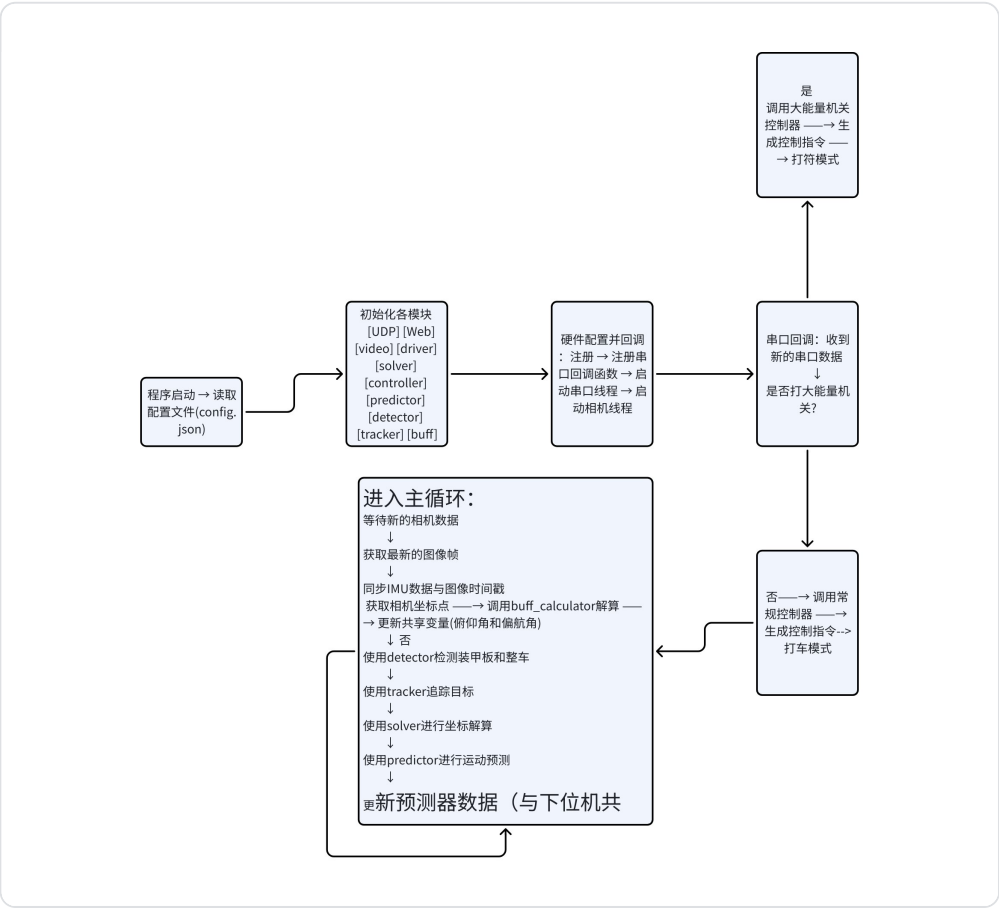 程序启动 → 读取
配置文件(config.
json)
初始化各模块
[UDP] [Web]
[video] [driver]
[solver]
[controller]
[predictor]
[detector]
[tracker] [buff]
硬件配置并回调
：注册 → 注册串
口回调函数 → 启
动串口线程 → 启
动相机线程
串口回调：收到
新的串口数据
↓
是否打大能量机
关?
是
调用大能量机关
控制器 ——→ 生
成控制指令 ——
→ 打符模式
否——→ 调用常
规控制器 ——→
生成控制指令-->
打车模式
进入主循环：
等待新的相机数据
↓
获取最新的图像帧
↓
同步IMU数据与图像时间戳
获取相机坐标点 ——→ 调用buff_calculator解算 ——
→ 更新共享变量(俯仰角和偏航角)
↓ 否
使用detector检测装甲板和整车
↓
使用tracker追踪目标
↓
使用solver进行坐标解算
↓
使用predictor进行运动预测
↓
更新预测器数据（与下位机共